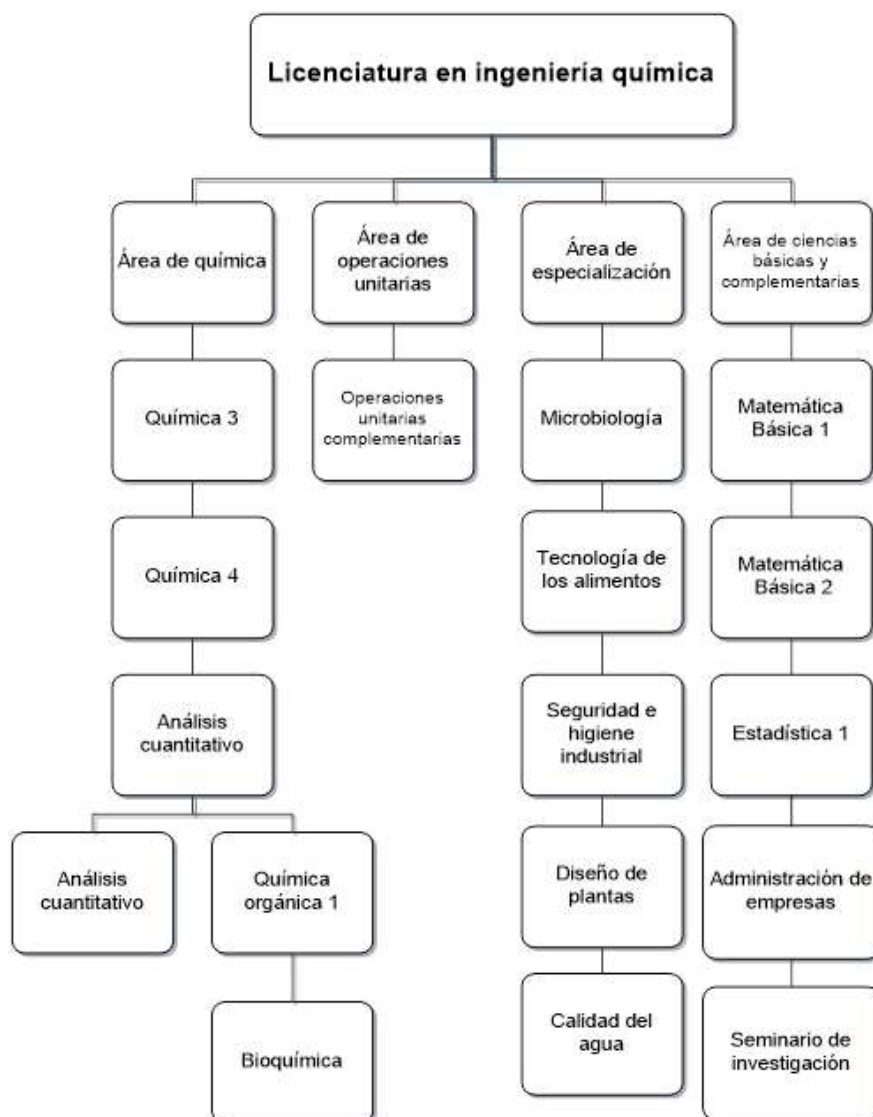 Licenciatura en ingeniería química
Área de química
Área de
operaciones
unitarias
Área de
especialización
Área de ciencias
básicas y
complementarias
Química 3
Operaciones
unitarias
complementarias
Microbiología
Matemática
Básica 1
Química 4
Tecnología de
los alimentos
Matemática
Básica 2
Análisis
cuantitativo
Seguridad e
higiene
industrial
Estadística 1
Análisis
cuantitativo
Química
orgánica 1
Diseño de
plantas
Administración de
empresas
Bioquímica
Calidad del
agua
Seminario de
investigación